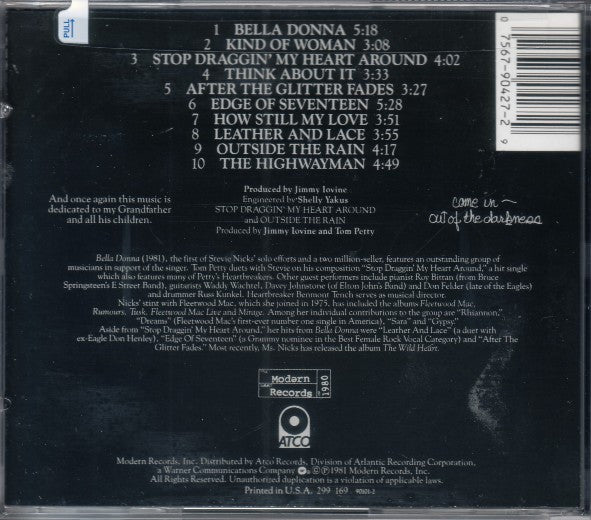 PULL
1 BELLA DONNA 5:18
2 KIND OF WOMAN 3:08
3 STOP DRAGGIN' MY HEART AROUND 4:02
4 THINK ABOUT IT 3:33
5 AFTER THE GLITTER FADES 3:27
6 EDGE OF SEVENTEEN 5:28
7 HOW STILL MY LOVE 3:51
8 LEATHER AND LACE 3:55
9 OUTSIDE THE RAIN 4:17
10 THE HIGHWAYMAN 4:49
0 7567-90427-2 9
Produced by Jimmy Iovine
Engineered by Shelly Yakus
STOP DRAGGIN' MY HEART AROUND
and OUTSIDE THE RAIN
Produced by Jimmy Iovine and Tom Petty
And once again this music is
dedicated to my Grandfather
and all his children.
come in ~
out of the darkness
Bella Donna (1981), the first of Stevie Nicks' solo efforts and a two million-seller, features an outstanding group of
musicians in support of the singer. Tom Petty duets with Stevie on his composition "Stop Draggin' My Heart Around," a hit single
which also features many of Petty's Heartbreakers. Other guest performers include pianist Roy Bittan (from Bruce
Springsteen's E Street Band), guitarists Waddy Wachtel, Davey Johnstone (of Elton John's Band) and Don Felder (late of the Eagles)
and drummer Russ Kunkel. Heartbreaker Benmont Tench serves as musical director.
Nicks' stint with Fleetwood Mac, which she joined in 1975, has included the albums Fleetwood Mac,
Rumours, Tusk, Fleetwood Mac Live and Mirage. Among her individual contributions to the group are "Rhiannon,"
"Dreams" (Fleetwood Mac's first-ever number one single in America), "Sara" and "Gypsy."
Aside from "Stop Draggin' My Heart Around," her hits from Bella Donna were "Leather And Lace" (a duet with
ex-Eagle Don Henley), "Edge Of Seventeen" (a Grammy nominee in the Best Female Rock Vocal Category) and "After The
Glitter Fades." Most recently, Ms. Nicks has released the album The Wild Heart.
Modern
Records
1980
ATCO
Modern Records, Inc. Distributed by Atco Records, Division of Atlantic Recording Corporation,
a Warner Communications Company ©℗1981 Modern Records, Inc.
All Rights Reserved. Unauthorized duplication is a violation of applicable laws.
Printed in U.S.A. 299 169 90101-2